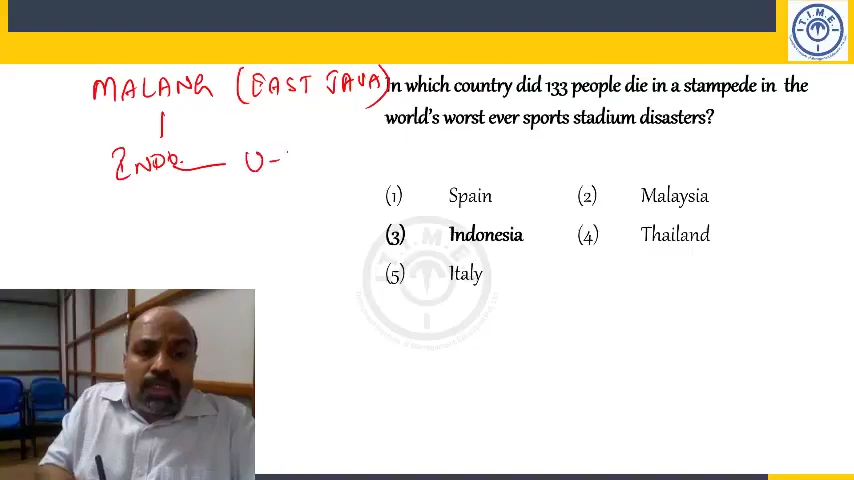 T.I.M.E.
MALANG (EAST JAVA)
INDO. U-
In which country did 133 people die in a stampede in the
world's worst ever sports stadium disasters?
(1) Spain (2) Malaysia
(3) Indonesia (4) Thailand
(5) Italy